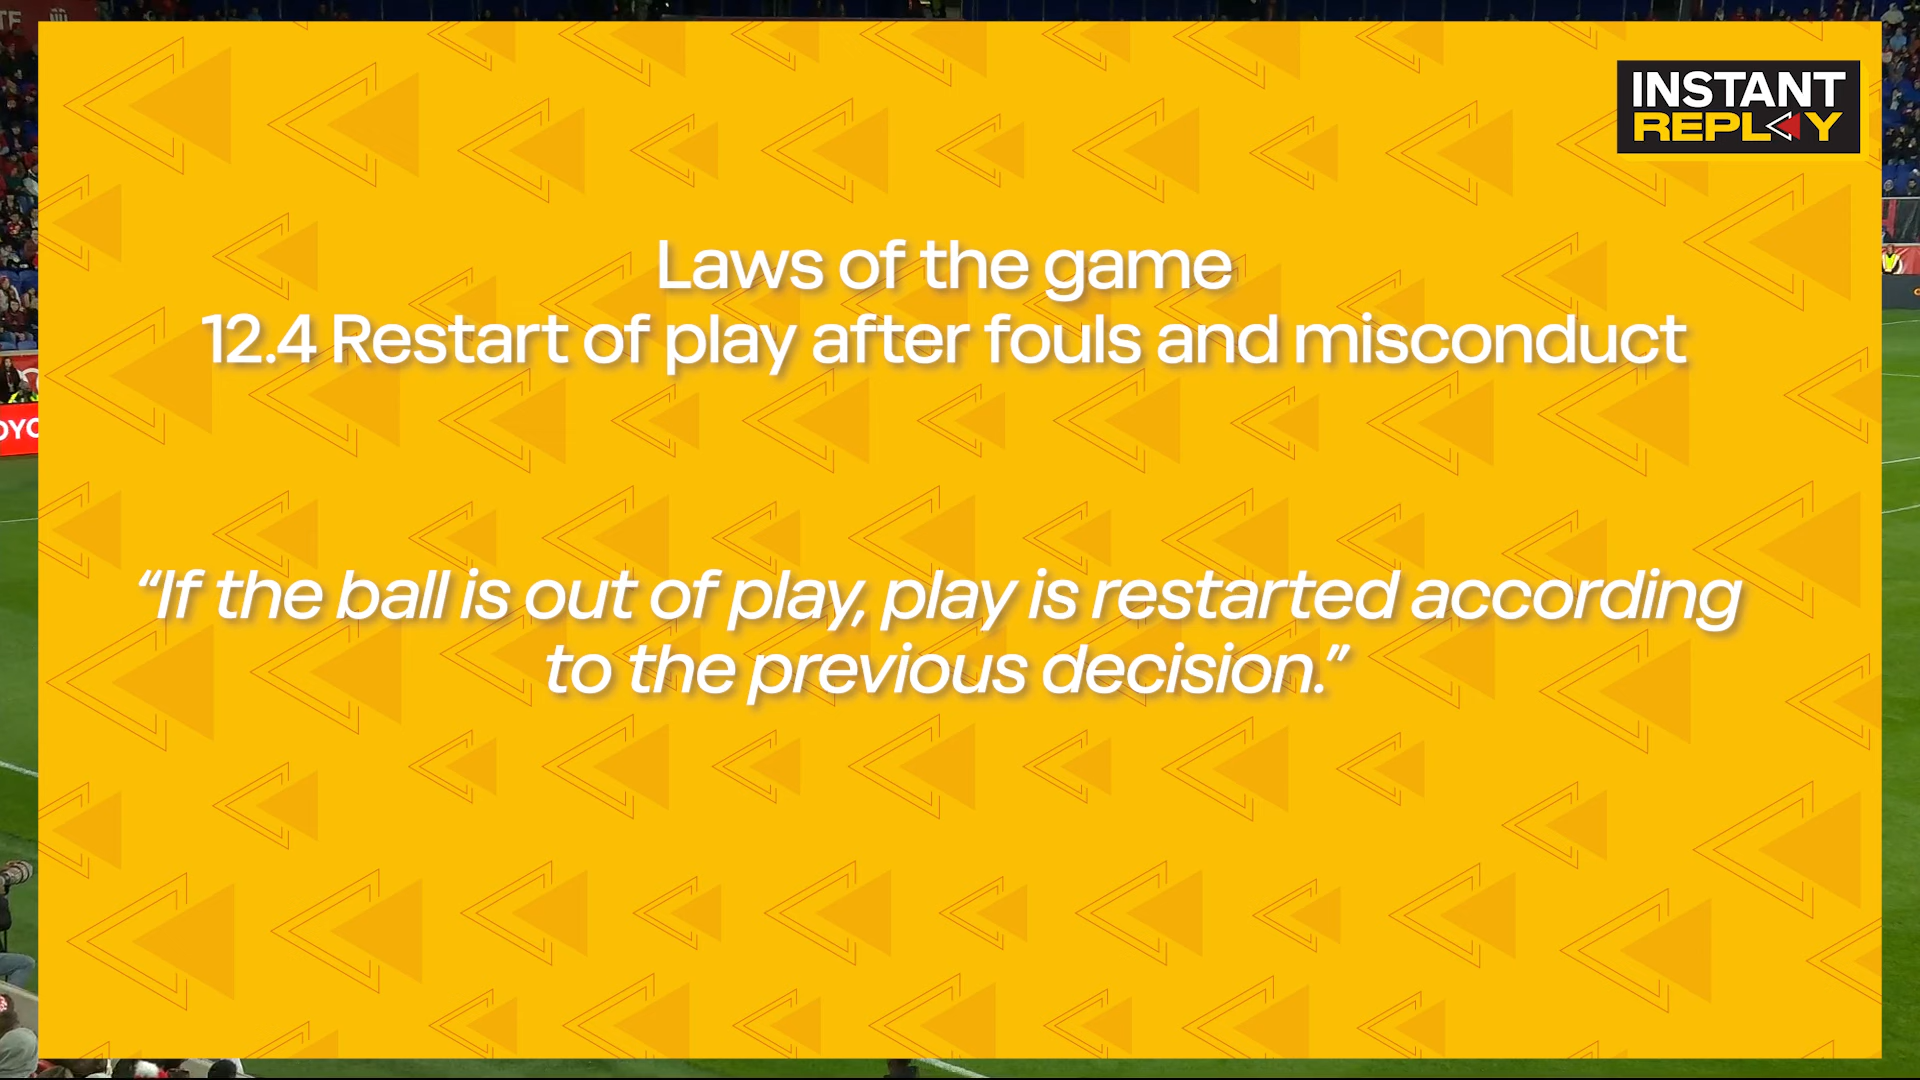 INSTANT
REPLAY
Laws of the game
12.4 Restart of play after fouls and misconduct
“If the ball is out of play, play is restarted according
to the previous decision.”